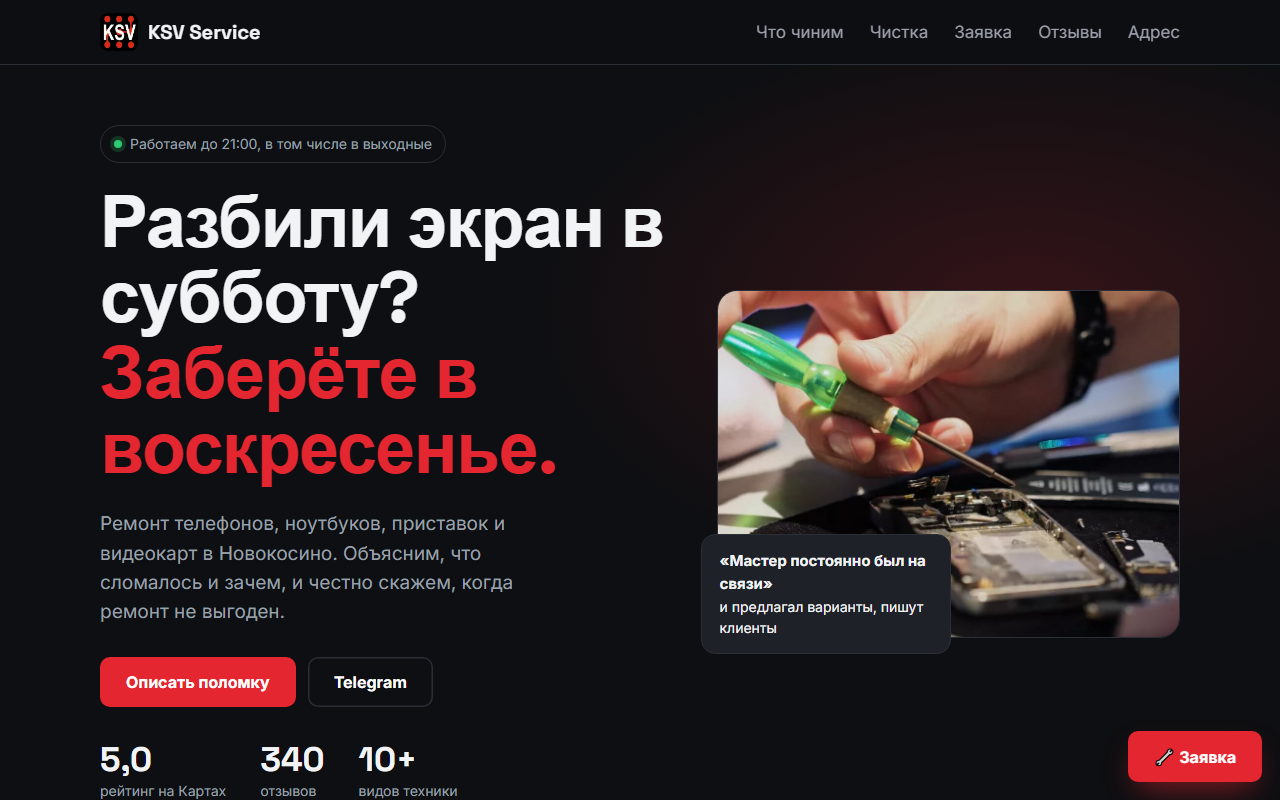 KSV
KSV Service
Что чиним
Чистка
Заявка
Отзывы
Адрес
Работаем до 21:00, в том числе в выходные
Разбили экран в
субботу?
Заберёте в
воскресенье.
Ремонт телефонов, ноутбуков, приставок и
видеокарт в Новокосино. Объясним, что
сломалось и зачем, и честно скажем, когда
ремонт не выгоден.
«Мастер постоянно был на
связи»
и предлагал варианты, пишут
клиенты
Описать поломку
Telegram
5,0
рейтинг на Картах
340
отзывов
10+
видов техники
Заявка